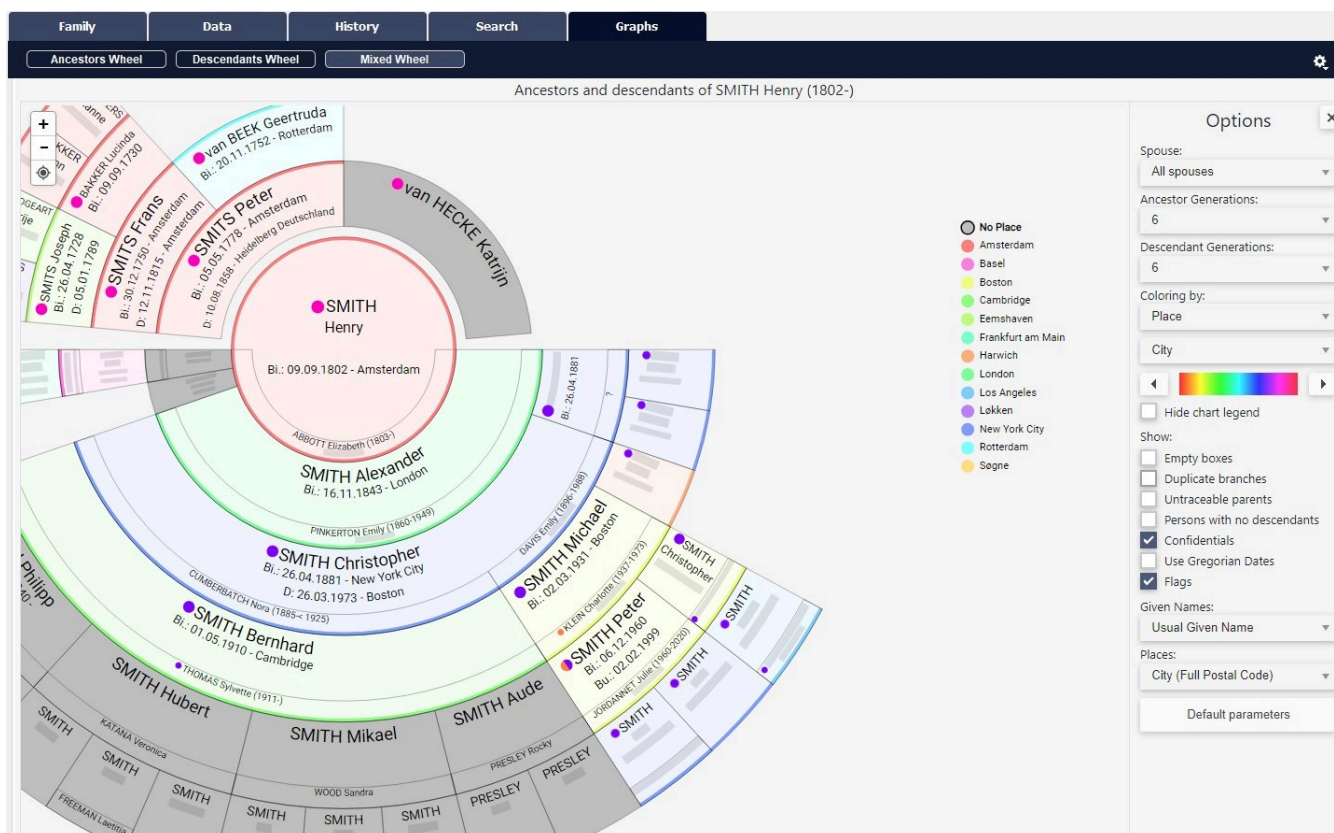 Family
Data
History
Search
Graphs
Ancestors Wheel
Descendants Wheel
Mixed Wheel
Ancestors and descendants of SMITH Henry (1802-)
+
−
BAKKER Lucinda
Bi.: 09.09.1730
SMITS Joseph
Bi.: 26.04.1728
D: 05.01.1789
SMITS Frans
Bi.: 30.12.1750 - Amsterdam
D: 12.11.1815 - Amsterdam
van BEEK Geertruda
Bi.: 20.11.1752 - Rotterdam
SMITS Peter
Bi.: 05.05.1778 - Amsterdam
D: 10.08.1858 - Heidelberg Deutschland
van HECKE Katrijn
SMITH
Henry
Bi.: 09.09.1802 - Amsterdam
ABBOTT Elizabeth (1803-)
SMITH Alexander
Bi.: 16.11.1843 - London
PINKERTON Emily (1860-1949)
Bi.: 26.04.1881
?
SMITH Christopher
Bi.: 26.04.1881 - New York City
D: 26.03.1973 - Boston
CUMBERBATCH Nora (1885-< 1925)
DAVIS Emily (1896-1988)
SMITH Bernhard
Bi.: 01.05.1910 - Cambridge
THOMAS Sylvette (1911-)
SMITH Michael
Bi.: 02.03.1931 - Boston
KLEIN Charlotte (1937-1973)
SMITH Peter
Bi.: 06.12.1960
Bu.: 02.02.1999
JORDANNET Julie (1960-2020)
SMITH
Christopher
SMITH
SMITH
SMITH
Philipp
SMITH Hubert
KATANA Veronica
SMITH Mikael
WOOD Sandra
SMITH Aude
PRESLEY Rocky
SMITH
SMITH
FREEMAN Laetitia
SMITH
SMITH
SMITH
SMITH
PRESLEY
PRESLEY
No Place
Amsterdam
Basel
Boston
Cambridge
Eemshaven
Frankfurt am Main
Harwich
London
Los Angeles
Løkken
New York City
Rotterdam
Søgne
Options
Spouse:
All spouses
Ancestor Generations:
6
Descendant Generations:
6
Coloring by:
Place
City
Hide chart legend
Show:
Empty boxes
Duplicate branches
Untraceable parents
Persons with no descendants
Confidentials
Use Gregorian Dates
Flags
Given Names:
Usual Given Name
Places:
City (Full Postal Code)
Default parameters